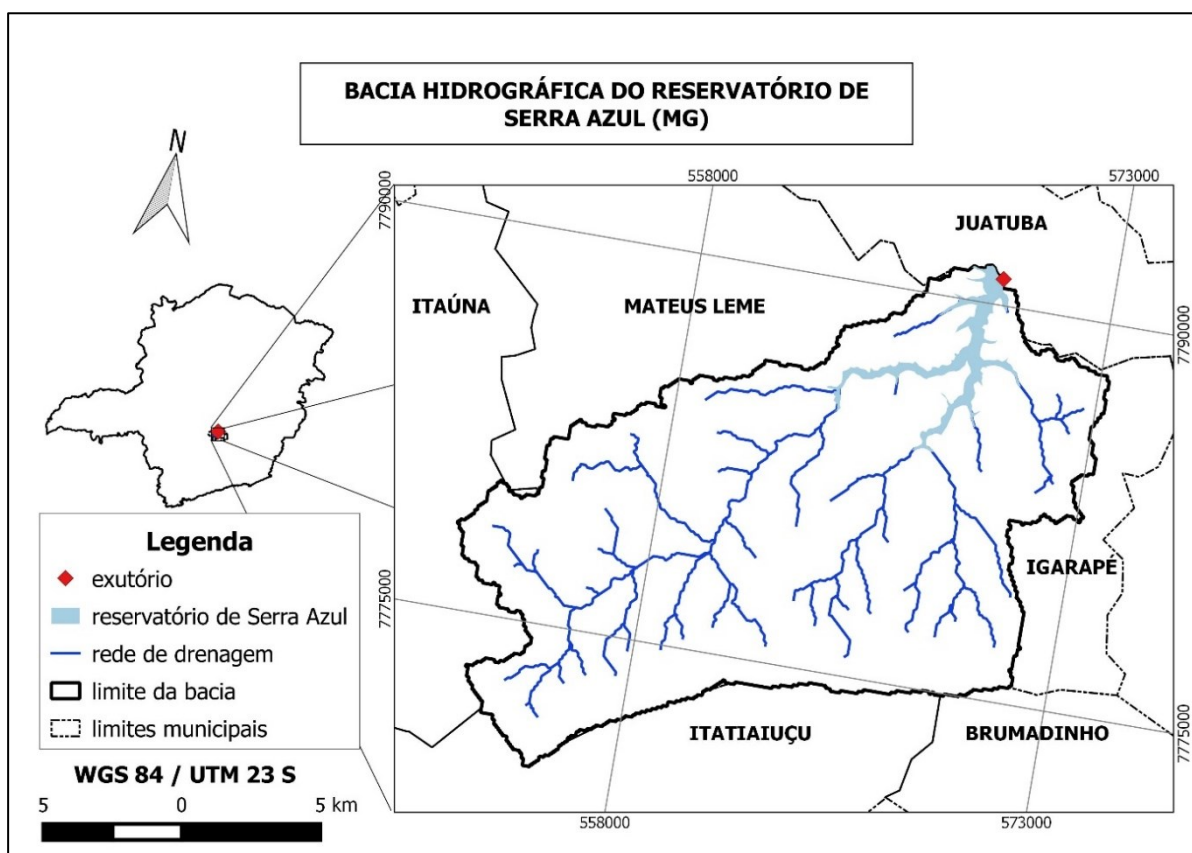 BACIA HIDROGRÁFICA DO RESERVATÓRIO DE
SERRA AZUL (MG)
N
558000
573000
7790000
JUATUBA
ITAÚNA
MATEUS LEME
7790000
IGARAPÉ
7775000
ITATIAIUÇU
BRUMADINHO
7775000
558000
573000
Legenda
exutório
reservatório de Serra Azul
rede de drenagem
limite da bacia
limites municipais
WGS 84 / UTM 23 S
5 0 5 km